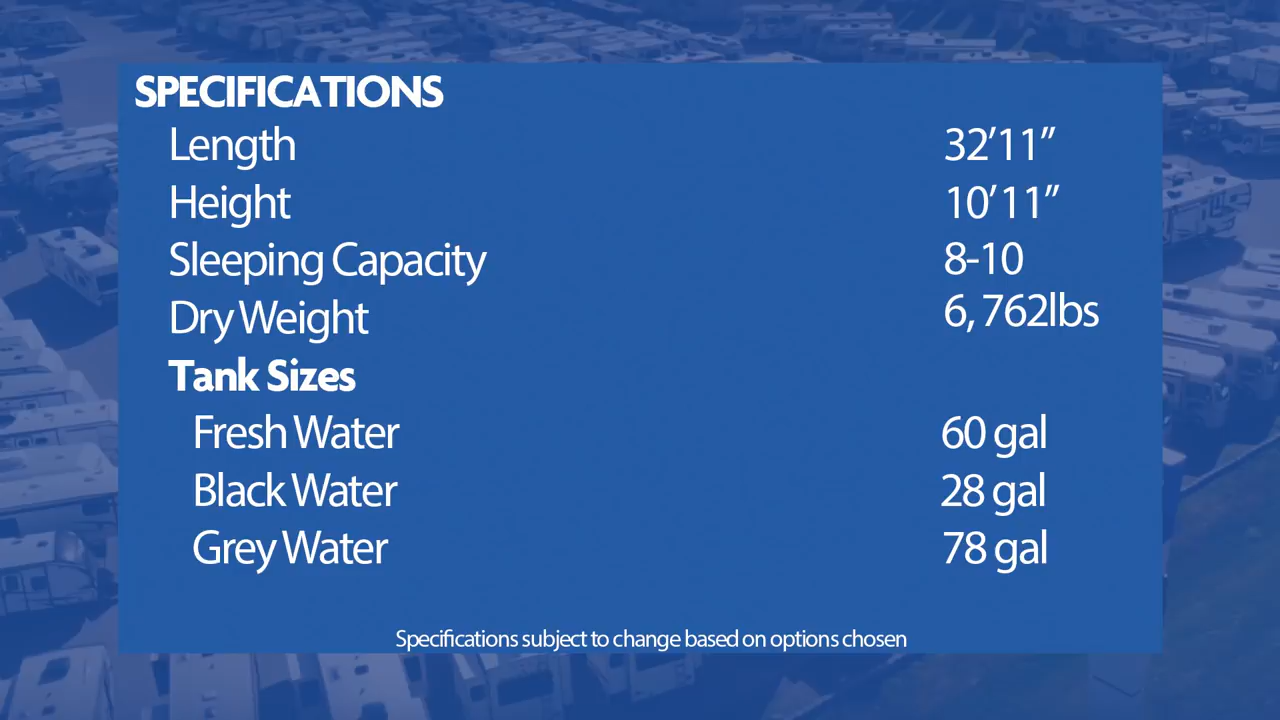 SPECIFICATIONS
Length 32’11”
Height 10’11”
Sleeping Capacity 8-10
Dry Weight 6, 762lbs
Tank Sizes
Fresh Water 60 gal
Black Water 28 gal
Grey Water 78 gal
Specifications subject to change based on options chosen